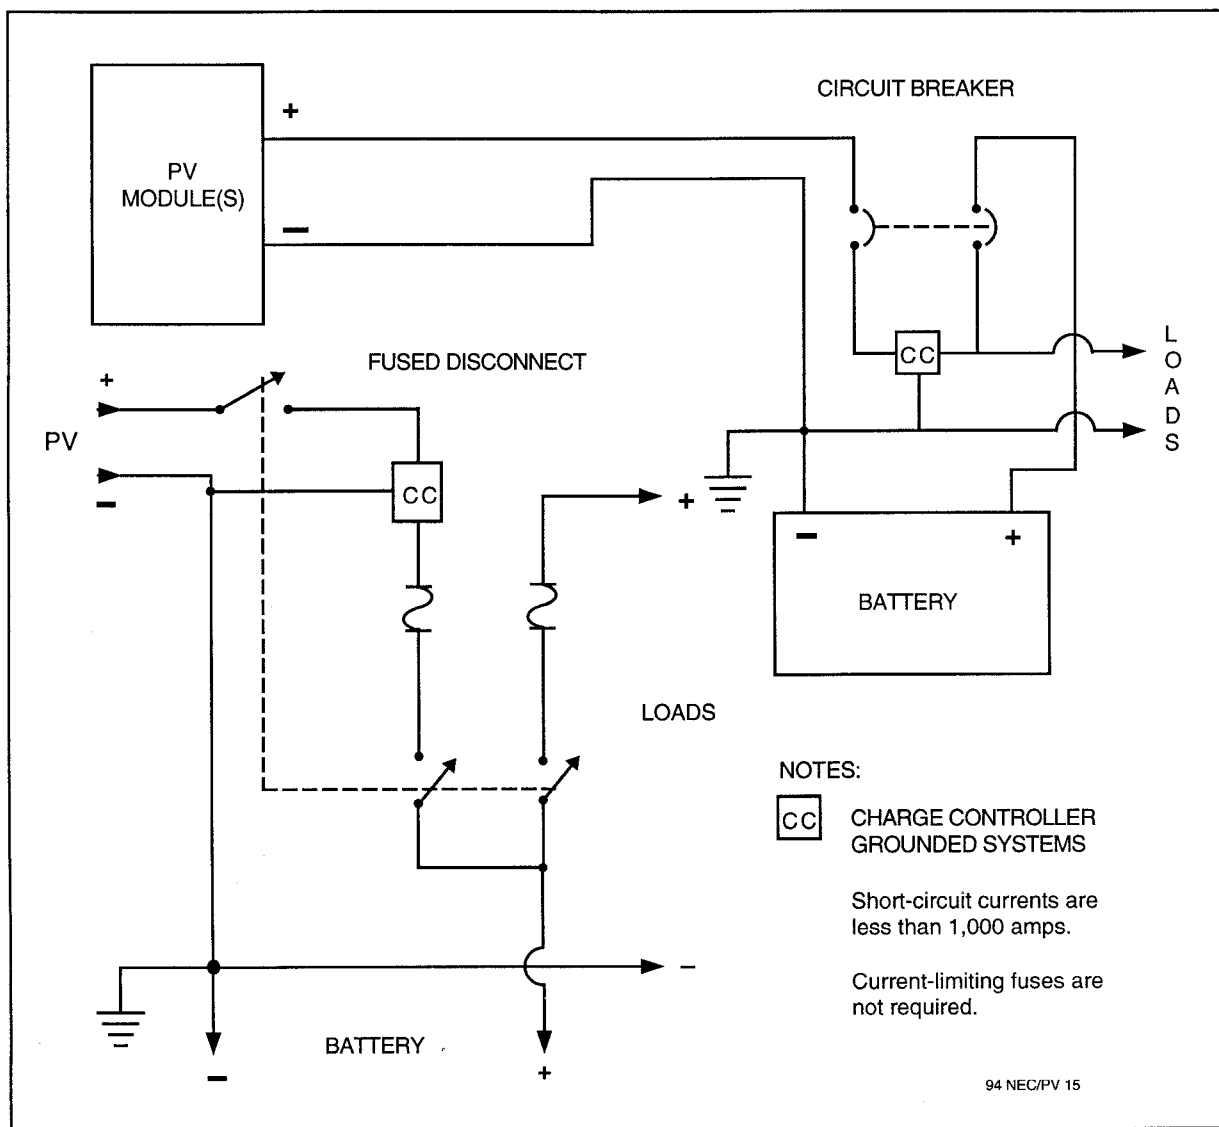 CIRCUIT BREAKER
+
PV
MODULE(S)
−
CC
LOADS
− +
BATTERY
FUSED DISCONNECT
+
PV
−
CC
+
LOADS
−
BATTERY
− +
NOTES:
CC CHARGE CONTROLLER
GROUNDED SYSTEMS
Short-circuit currents are
less than 1,000 amps.
Current-limiting fuses are
not required.
94 NEC/PV 15